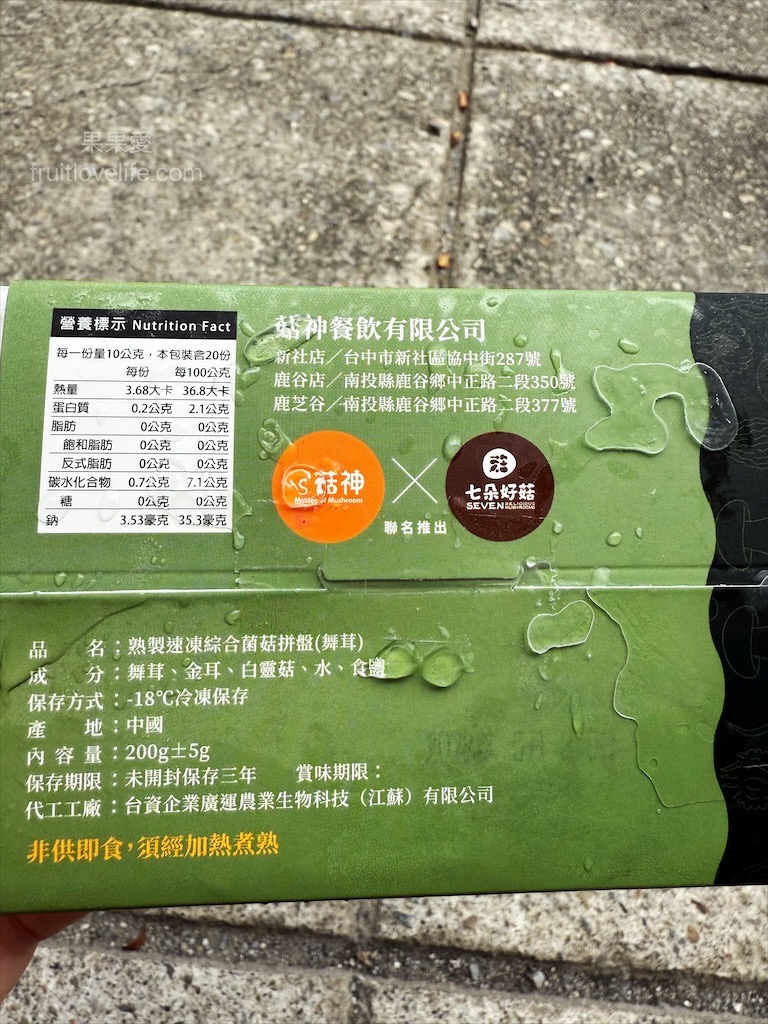 果果愛
fruitlovelife.com
營養標示 Nutrition Fact
每一份量10公克，本包裝含20份
每份 每100公克
熱量 3.68大卡 36.8大卡
蛋白質 0.2公克 2.1公克
脂肪 0公克 0公克
飽和脂肪 0公克 0公克
反式脂肪 0公克 0公克
碳水化合物 0.7公克 7.1公克
糖 0公克 0公克
鈉 3.53豪克 35.3豪克
菇神餐飲有限公司
新社店／台中市新社區協中街287號
鹿谷店／南投縣鹿谷鄉中正路二段350號
鹿芝谷／南投縣鹿谷鄉中正路二段377號
菇神
Master of Mushroom
菇
七朵好菇
SEVEN DELICIOUS MUSHROOMS
聯名推出
品 名：熟製速凍綜合菌菇拼盤(舞茸)
成 分：舞茸、金耳、白靈菇、水、食鹽
保存方式：-18℃冷凍保存
產 地：中國
內 容 量：200g±5g
保存期限：未開封保存三年 賞味期限：
代工工廠：台資企業廣運農業生物科技（江蘇）有限公司
非供即食，須經加熱煮熟